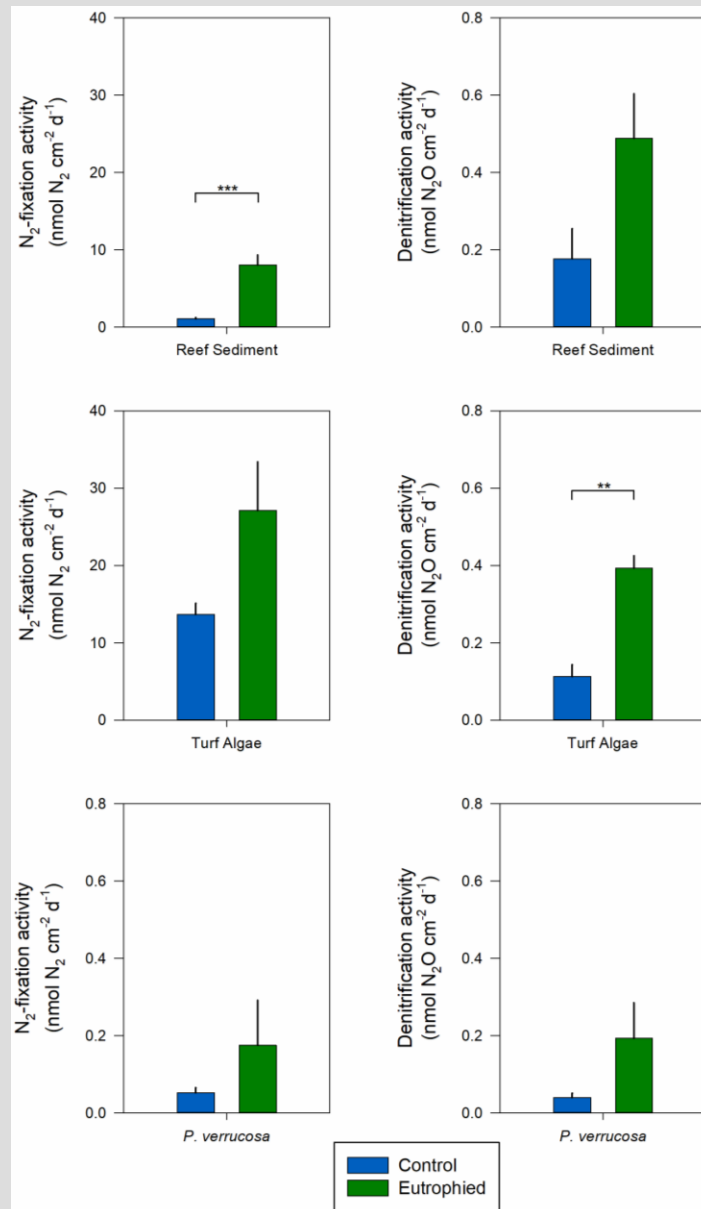 N₂-fixation activity
(nmol N₂ cm⁻² d⁻¹)
40
30
20
10
0
***
Reef Sediment
Denitrification activity
(nmol N₂O cm⁻² d⁻¹)
0.8
0.6
0.4
0.2
0.0
Reef Sediment
N₂-fixation activity
(nmol N₂ cm⁻² d⁻¹)
40
30
20
10
0
Turf Algae
Denitrification activity
(nmol N₂O cm⁻² d⁻¹)
0.8
0.6
0.4
0.2
0.0
**
Turf Algae
N₂-fixation activity
(nmol N₂ cm⁻² d⁻¹)
0.8
0.6
0.4
0.2
0.0
P. verrucosa
Denitrification activity
(nmol N₂O cm⁻² d⁻¹)
0.8
0.6
0.4
0.2
0.0
P. verrucosa
Control
Eutrophied